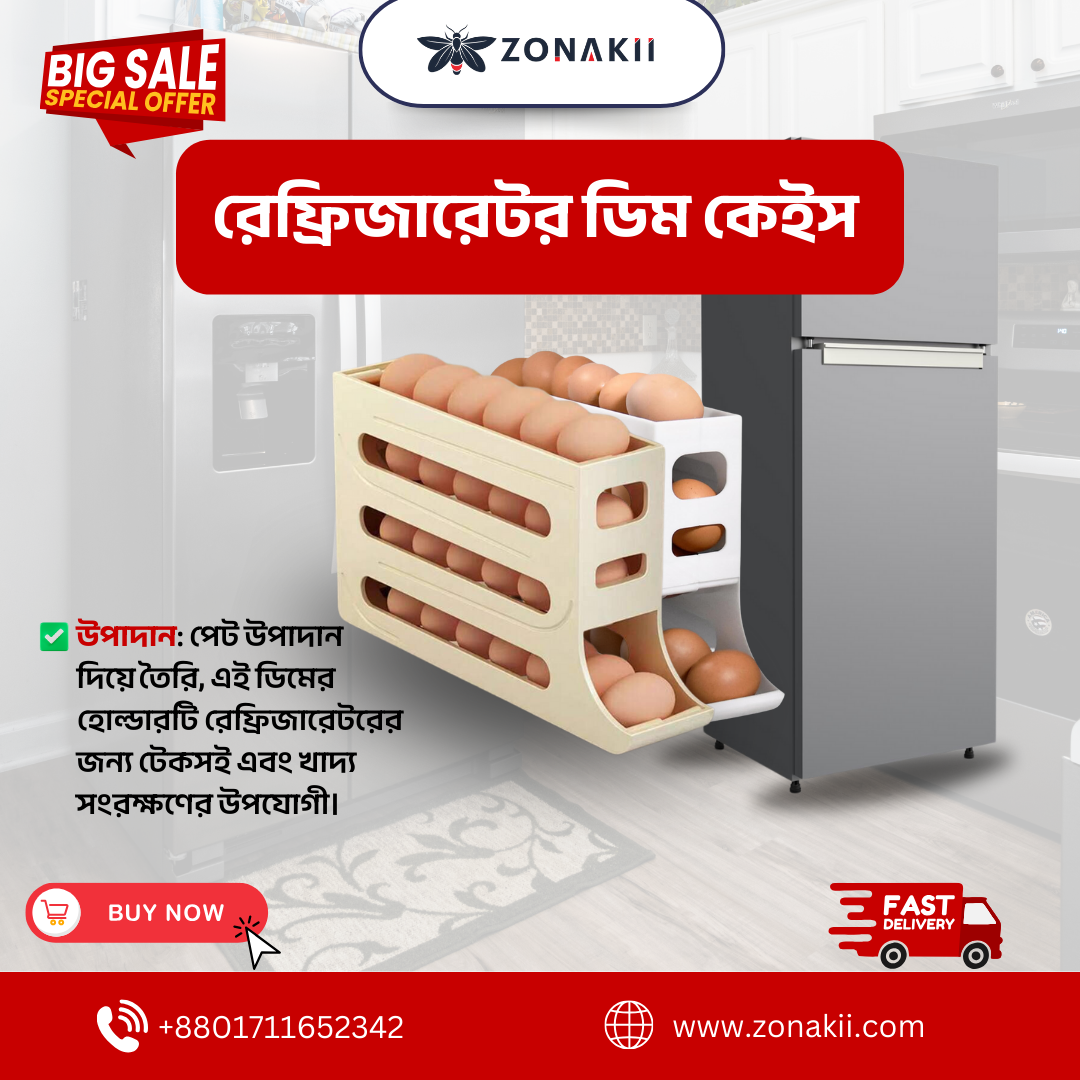 ZONAKII
BIG SALE
SPECIAL OFFER
রেফ্রিজারেটর ডিম কেইস
✅ উপাদান: পেট উপাদান
দিয়ে তৈরি, এই ডিমের
হোল্ডারটি রেফ্রিজারেটরের
জন্য টেকসই এবং খাদ্য
সংরক্ষণের উপযোগী।
BUY NOW
FAST
DELIVERY
+8801711652342
www.zonakii.com